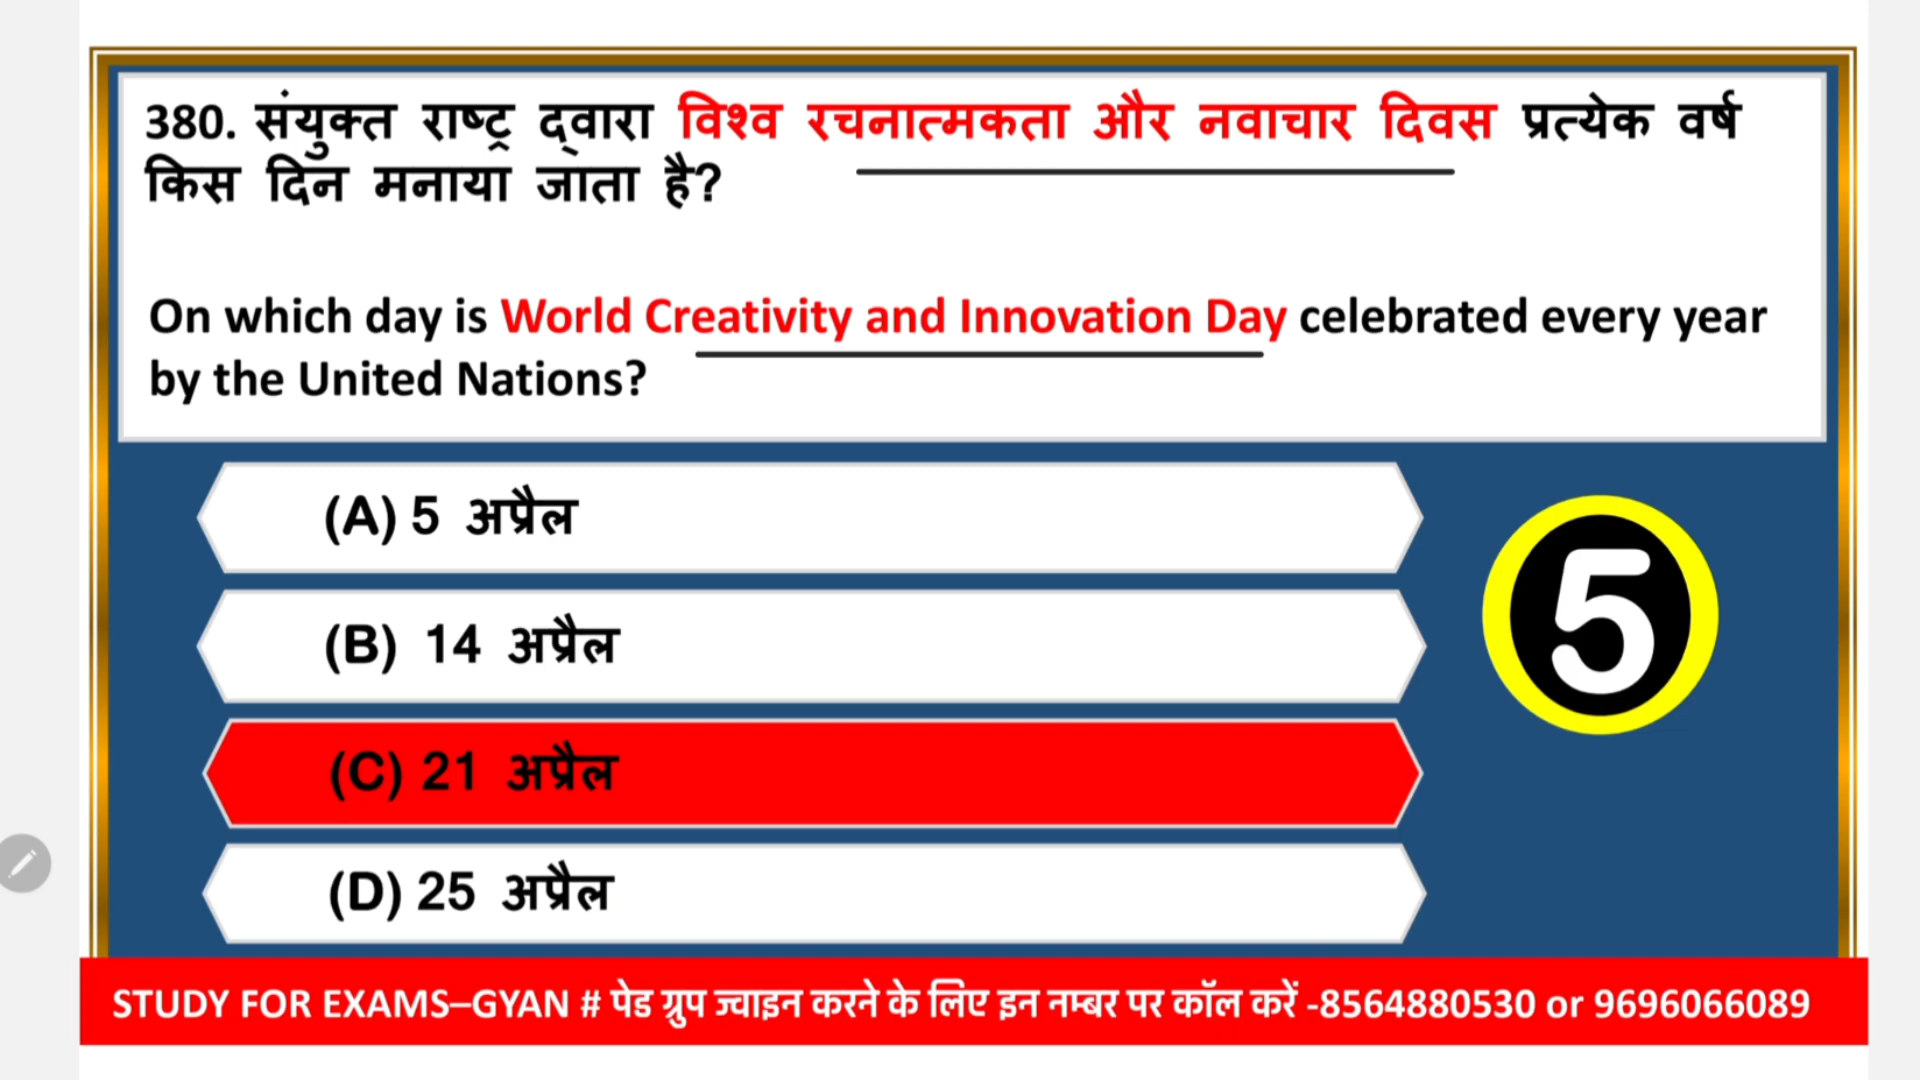 380. संयुक्त राष्ट्र द्वारा विश्व रचनात्मकता और नवाचार दिवस प्रत्येक वर्ष
किस दिन मनाया जाता है?
On which day is World Creativity and Innovation Day celebrated every year
by the United Nations?
(A) 5 अप्रैल
(B) 14 अप्रैल
5
(C) 21 अप्रैल
(D) 25 अप्रैल
STUDY FOR EXAMS–GYAN # पेड ग्रुप ज्वाइन करने के लिए इन नम्बर पर कॉल करें -8564880530 or 9696066089